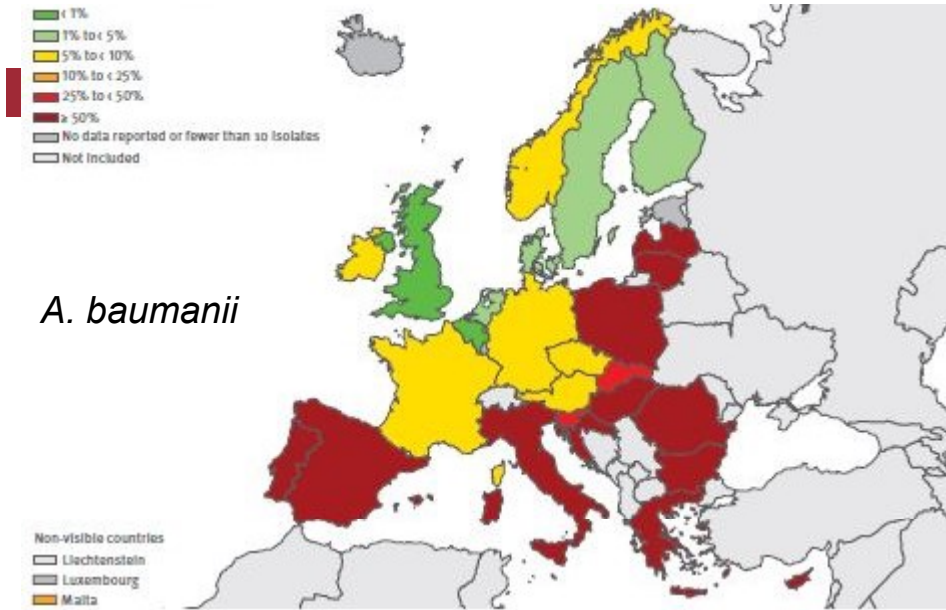 < 1%
1% to < 5%
5% to < 10%
10% to < 25%
25% to < 50%
≥ 50%
No data reported or fewer than 10 isolates
Not included
A. baumanii
Non-visible countries
Liechtenstein
Luxembourg
Malta